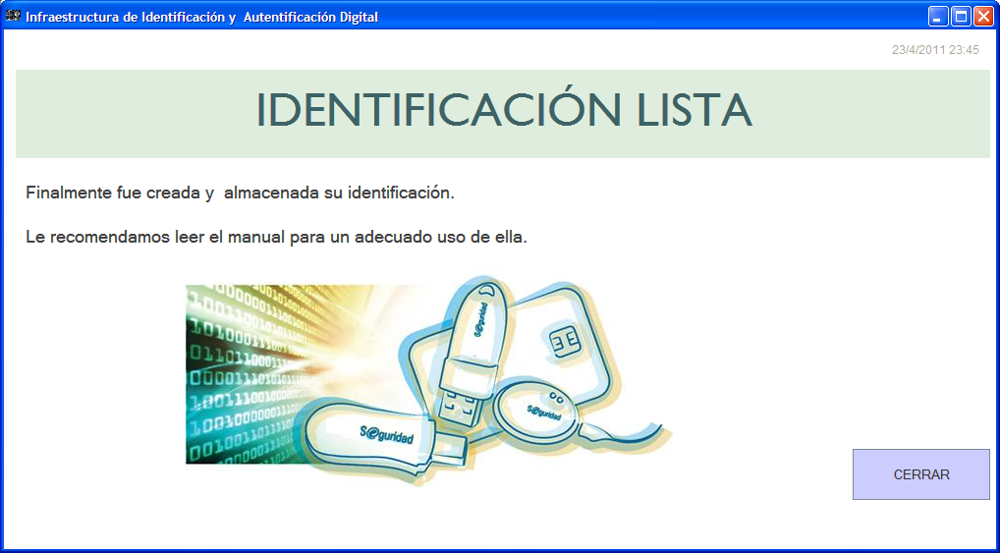 Infraestructura de Identificación y  Autentificación Digital
23/4/2011 23:45
IDENTIFICACIÓN LISTA
Finalmente fue creada y  almacenada su identificación.
Le recomendamos leer el manual para un adecuado uso de ella.
S@guridad
S@guridad
S@guridad
CERRAR